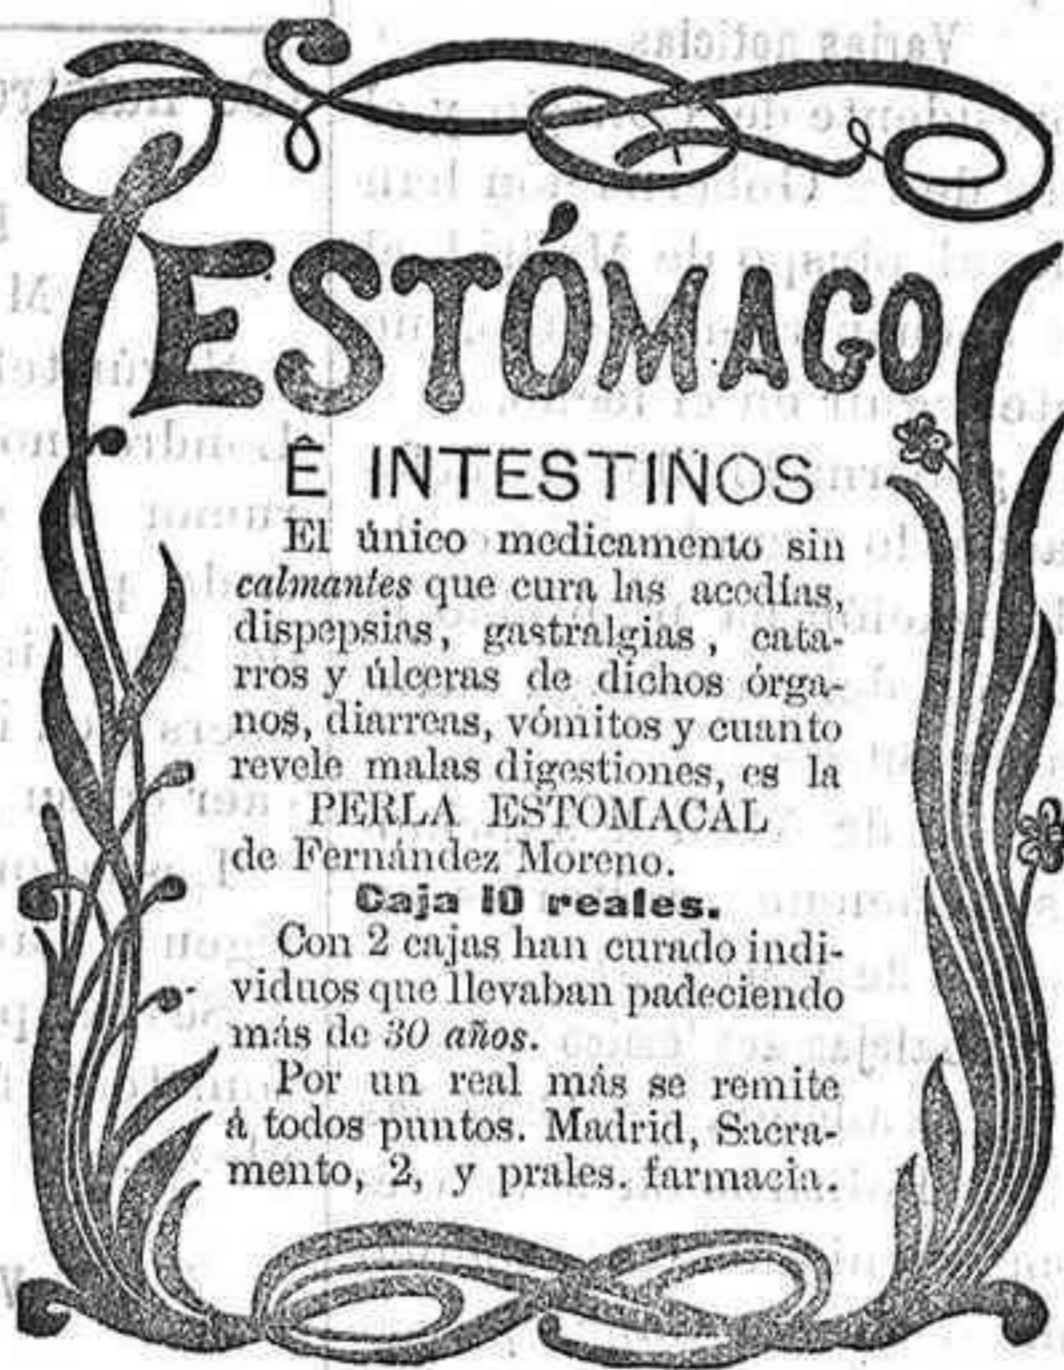 ESTÓMAGO
Ê INTESTINOS
El único medicamento sin
calmantes que cura las acedías,
dispepsias, gastralgias, cata-
rros y úlceras de dichos órga-
nos, diarreas, vómitos y cuanto
revele malas digestiones, es la
PERLA ESTOMACAL
de Fernández Moreno.
Caja 10 reales.
Con 2 cajas han curado indi-
viduos que llevaban padeciendo
más de 30 años.
Por un real más se remite
á todos puntos. Madrid, Sacra-
mento, 2, y prales. farmacia.